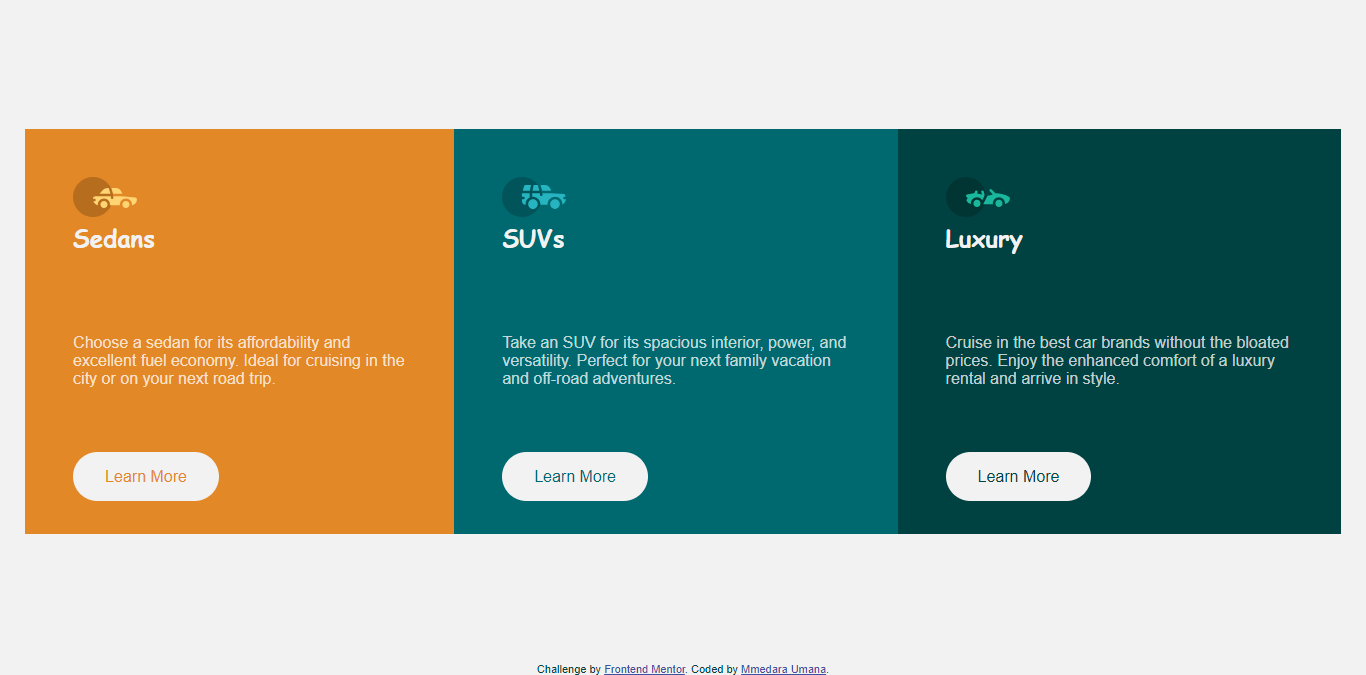 Sedans
Choose a sedan for its affordability and
excellent fuel economy. Ideal for cruising in the
city or on your next road trip.
Learn More
SUVs
Take an SUV for its spacious interior, power, and
versatility. Perfect for your next family vacation
and off-road adventures.
Learn More
Luxury
Cruise in the best car brands without the bloated
prices. Enjoy the enhanced comfort of a luxury
rental and arrive in style.
Learn More
Challenge by Frontend Mentor. Coded by Mmedara Umana.